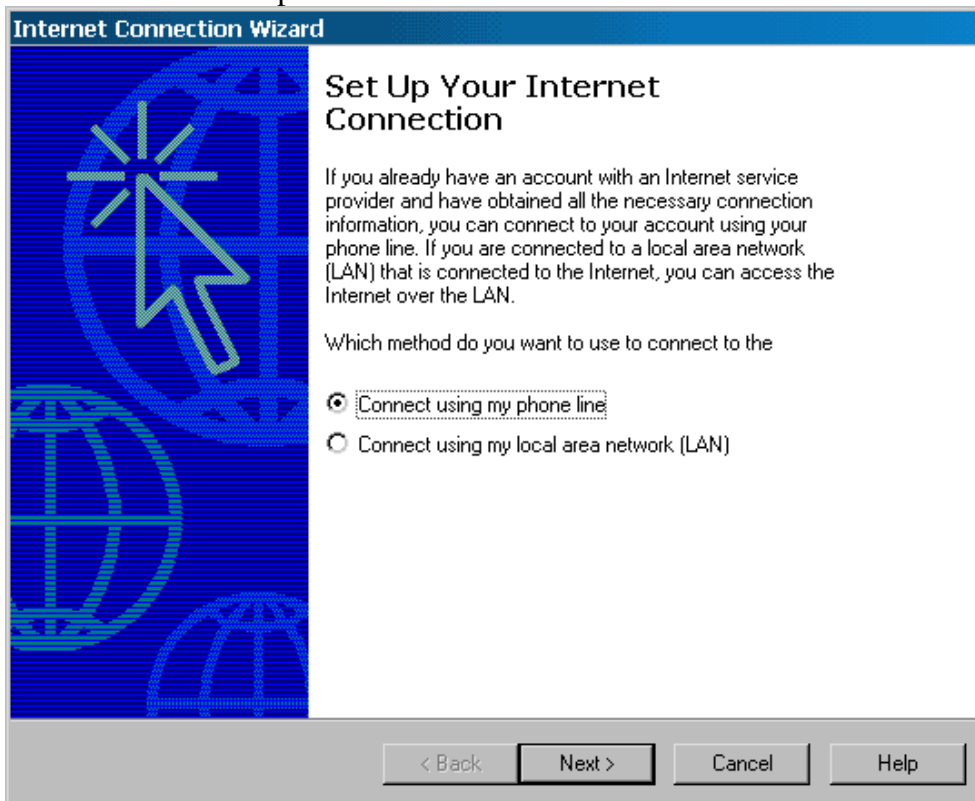 Internet Connection Wizard
Set Up Your Internet
Connection
If you already have an account with an Internet service
provider and have obtained all the necessary connection
information, you can connect to your account using your
phone line. If you are connected to a local area network
(LAN) that is connected to the Internet, you can access the
Internet over the LAN.
Which method do you want to use to connect to the
Connect using my phone line
Connect using my local area network (LAN)
< Back Next > Cancel Help